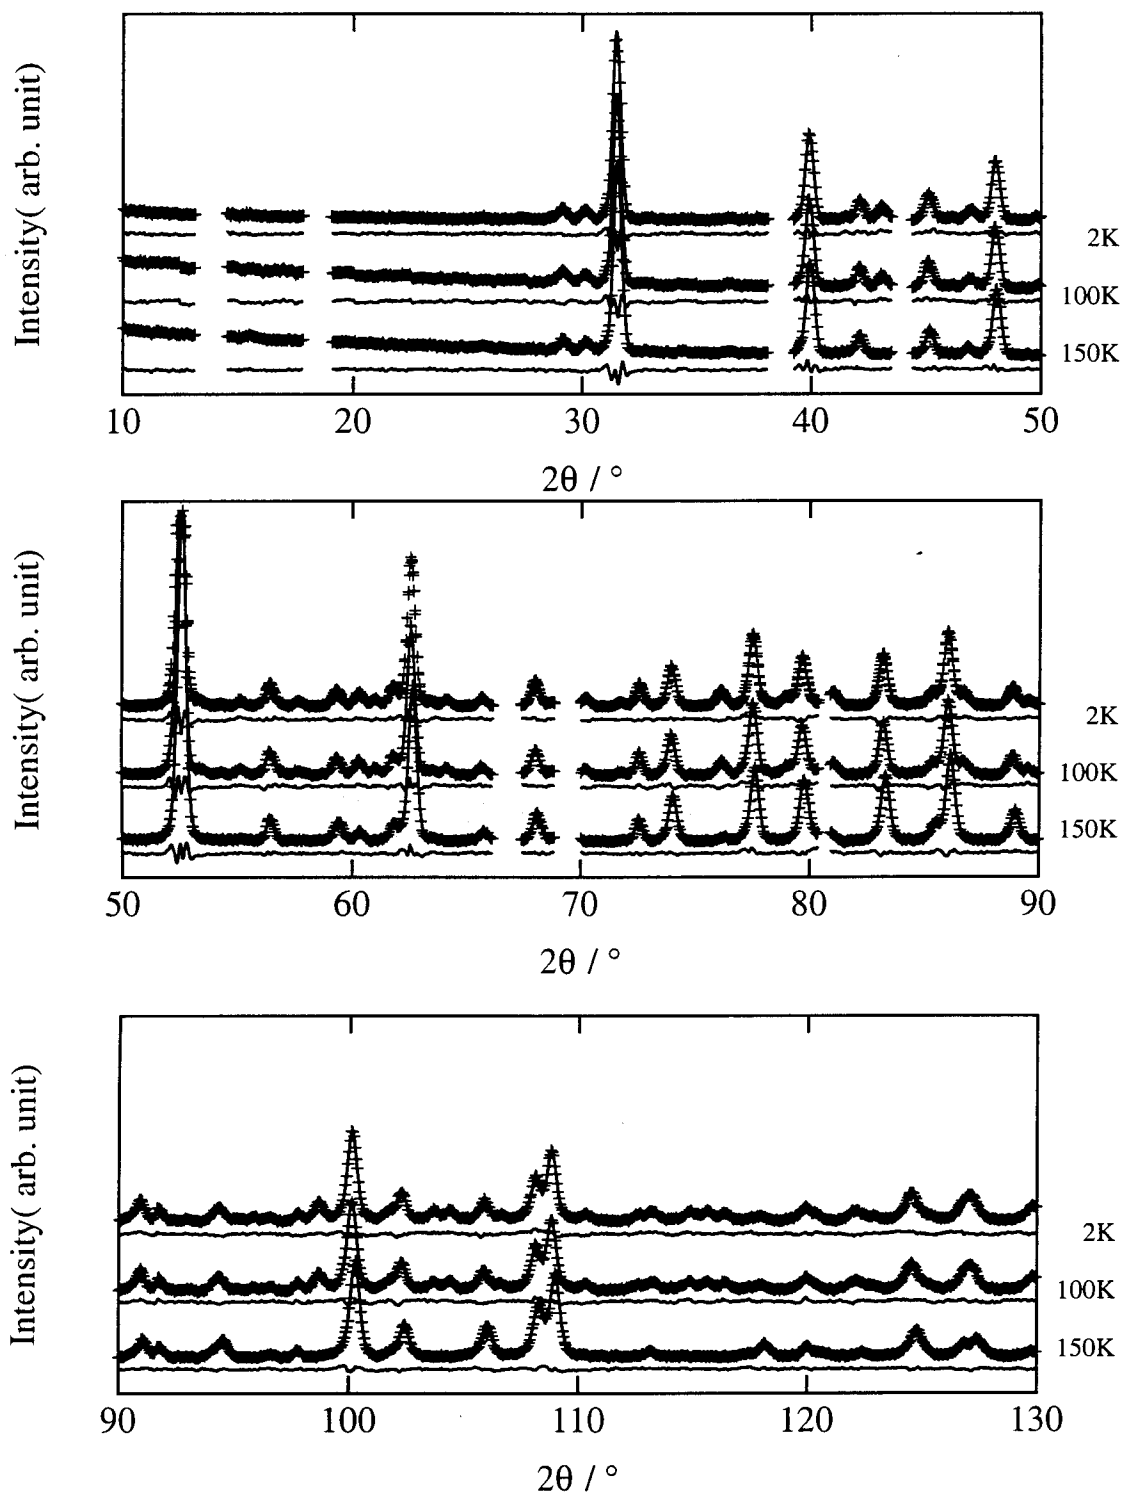 Intensity( arb. unit)
2K
100K
150K
10 20 30 40 50
2θ / °
Intensity( arb. unit)
2K
100K
150K
50 60 70 80 90
2θ / °
Intensity( arb. unit)
2K
100K
150K
90 100 110 120 130
2θ / °